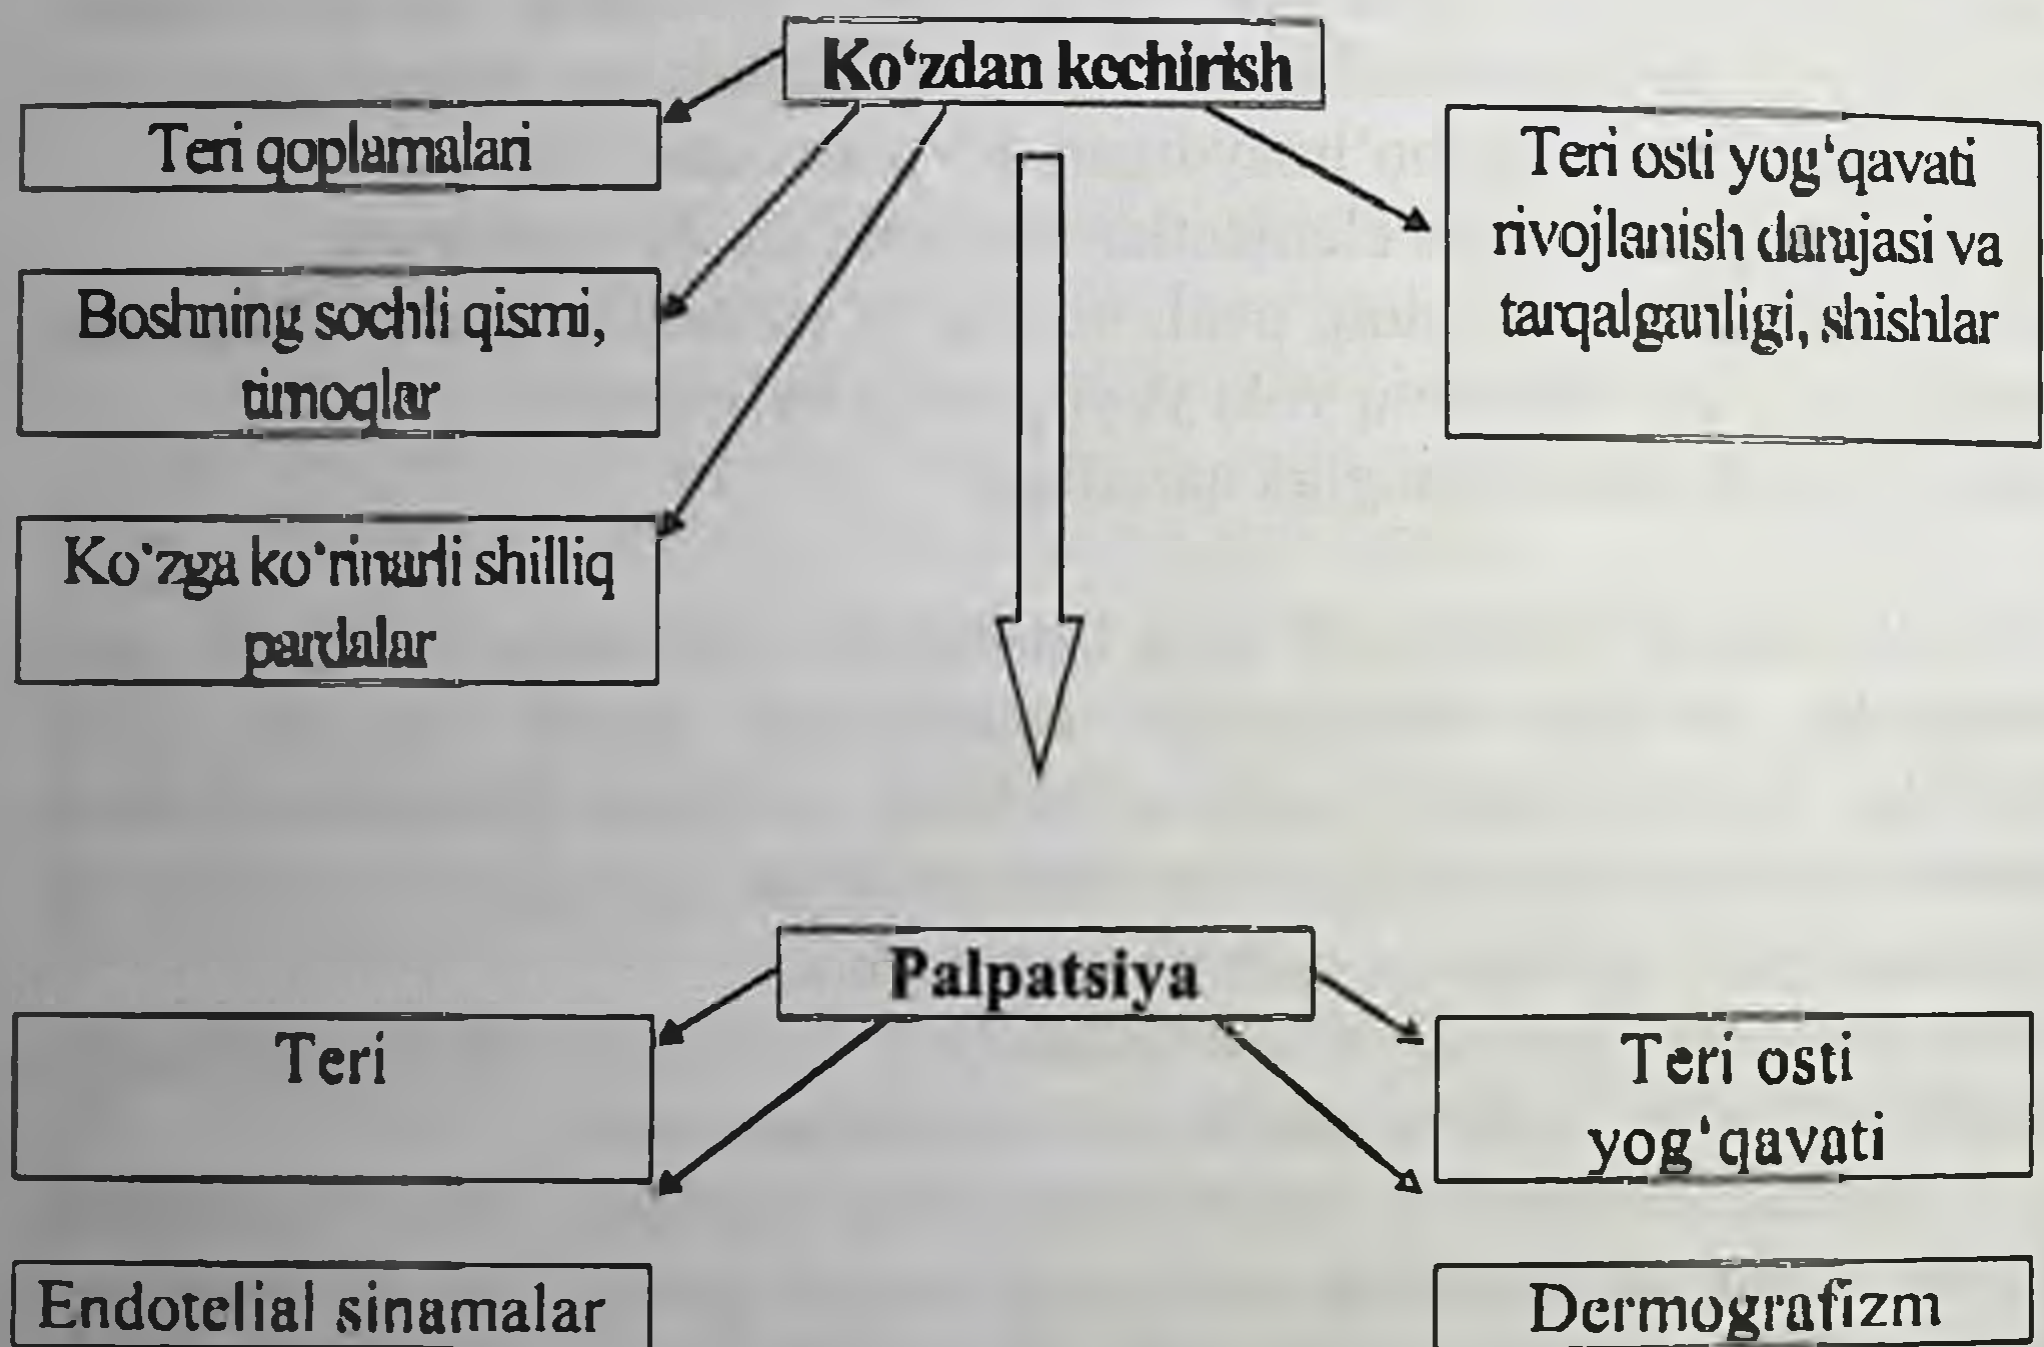 Ko‘zdan kechirish
Teri qoplamalari
Boshning sochli qismi,
tirnoqlar
Ko‘zga ko‘rinarli shilliq
pardalar
Teri osti yog‘qavati
rivojlanish darajasi va
tarqalganligi, shishlar
Palpatsiya
Teri
Teri osti
yog‘qavati
Endotelial sinamalar
Dermografizm